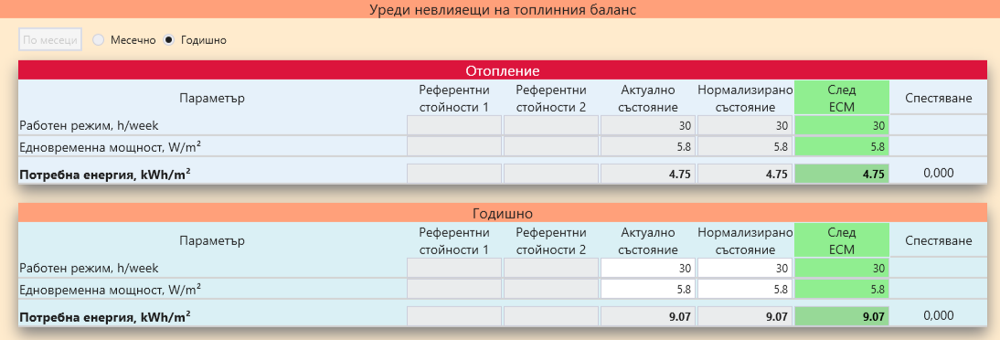 Уреди невлияещи на топлинния баланс
По месеци Месечно Годишно
Отопление
Параметър Референтни стойности 1 Референтни стойности 2 Актуално състояние Нормализирано състояние След ЕСМ Спестяване
Работен режим, h/week 30 30 30
Едновременна мощност, W/m² 5.8 5.8 5.8
Потребна енергия, kWh/m² 4.75 4.75 4.75 0,000
Годишно
Параметър Референтни стойности 1 Референтни стойности 2 Актуално състояние Нормализирано състояние След ЕСМ Спестяване
Работен режим, h/week 30 30 30
Едновременна мощност, W/m² 5.8 5.8 5.8
Потребна енергия, kWh/m² 9.07 9.07 9.07 0,000